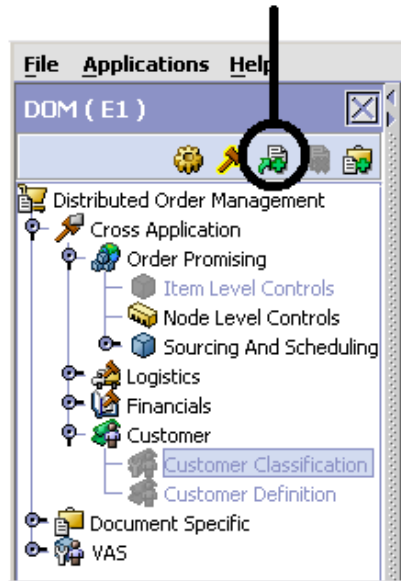 File Applications Help
DOM ( E1 )
Distributed Order Management
Cross Application
Order Promising
Item Level Controls
Node Level Controls
Sourcing And Scheduling
Logistics
Financials
Customer
Customer Classification
Customer Definition
Document Specific
VAS